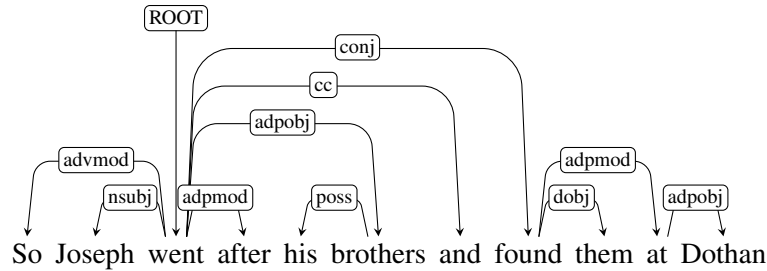 ROOT
conj
cc
adpobj
advmod adpmod
nsubj adpmod poss dobj adpobj
So Joseph went after his brothers and found them at Dothan